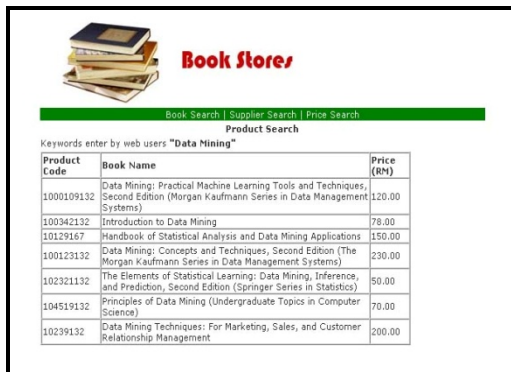 Book Stores
Book Search | Supplier Search | Price Search
Product Search
Keywords enter by web users "Data Mining"
Product Code Book Name Price (RM)
1000109132 Data Mining: Practical Machine Learning Tools and Techniques, Second Edition (Morgan Kaufmann Series in Data Management Systems) 120.00
100342132 Introduction to Data Mining 78.00
10129167 Handbook of Statistical Analysis and Data Mining Applications 150.00
100123132 Data Mining: Concepts and Techniques, Second Edition (The Morgan Kaufmann Series in Data Management Systems) 230.00
102321132 The Elements of Statistical Learning: Data Mining, Inference, and Prediction, Second Edition (Springer Series in Statistics) 50.00
104519132 Principles of Data Mining (Undergraduate Topics in Computer Science) 70.00
10239132 Data Mining Techniques: For Marketing, Sales, and Customer Relationship Management 200.00